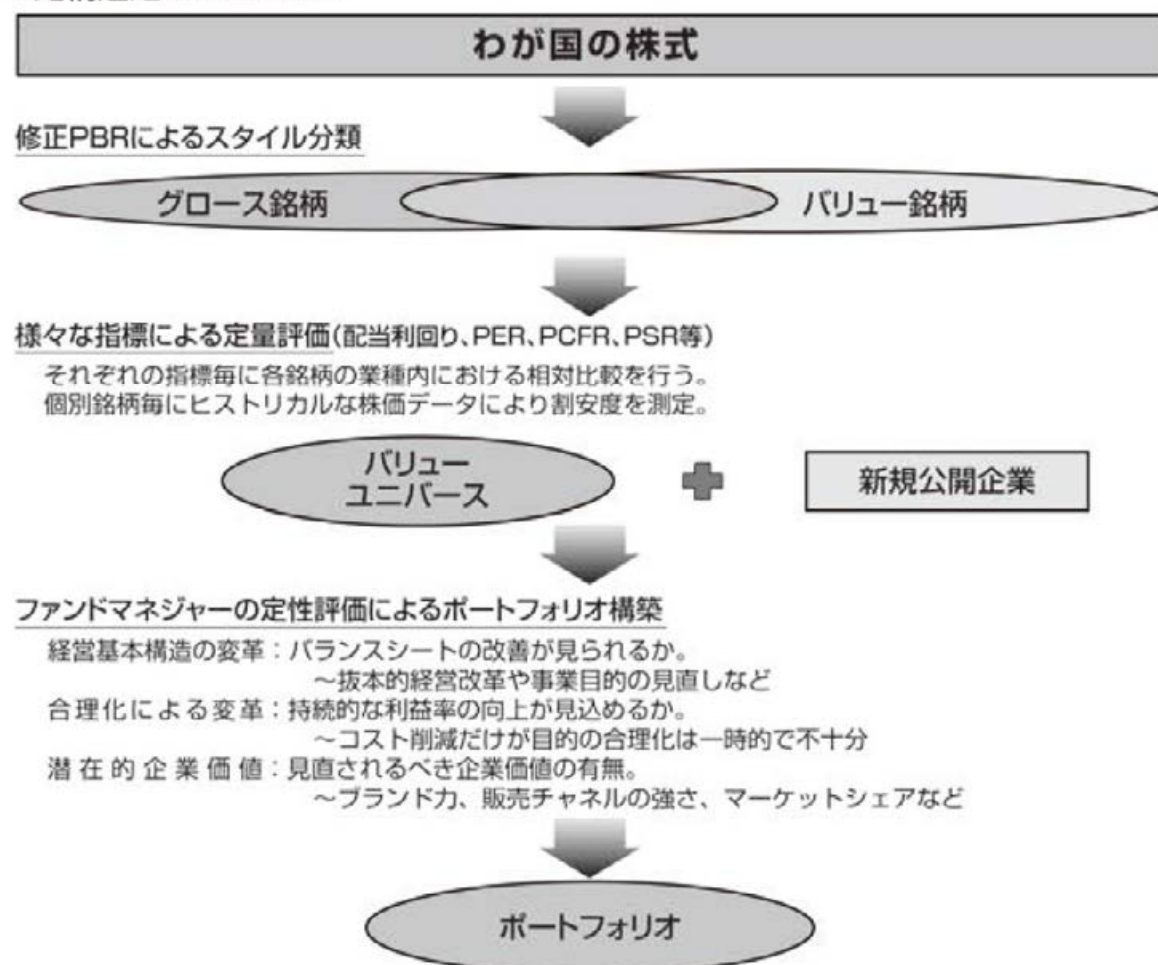 わが国の株式
修正PBRによるスタイル分類
グロース銘柄
バリュー銘柄
様々な指標による定量評価(配当利回り、PER、PCFR、PSR等)
それぞれの指標毎に各銘柄の業種内における相対比較を行う。
個別銘柄毎にヒストリカルな株価データにより割安度を測定。
バリュー
ユニバース
新規公開企業
ファンドマネジャーの定性評価によるポートフォリオ構築
経営基本構造の変革：バランスシートの改善が見られるか。
～抜本的経営改革や事業目的の見直しなど
合理化による変革：持続的な利益率の向上が見込めるか。
～コスト削減だけが目的の合理化は一時的で不十分
潜在的企業価値：見直されるべき企業価値の有無。
～ブランド力、販売チャネルの強さ、マーケットシェアなど
ポートフォリオ